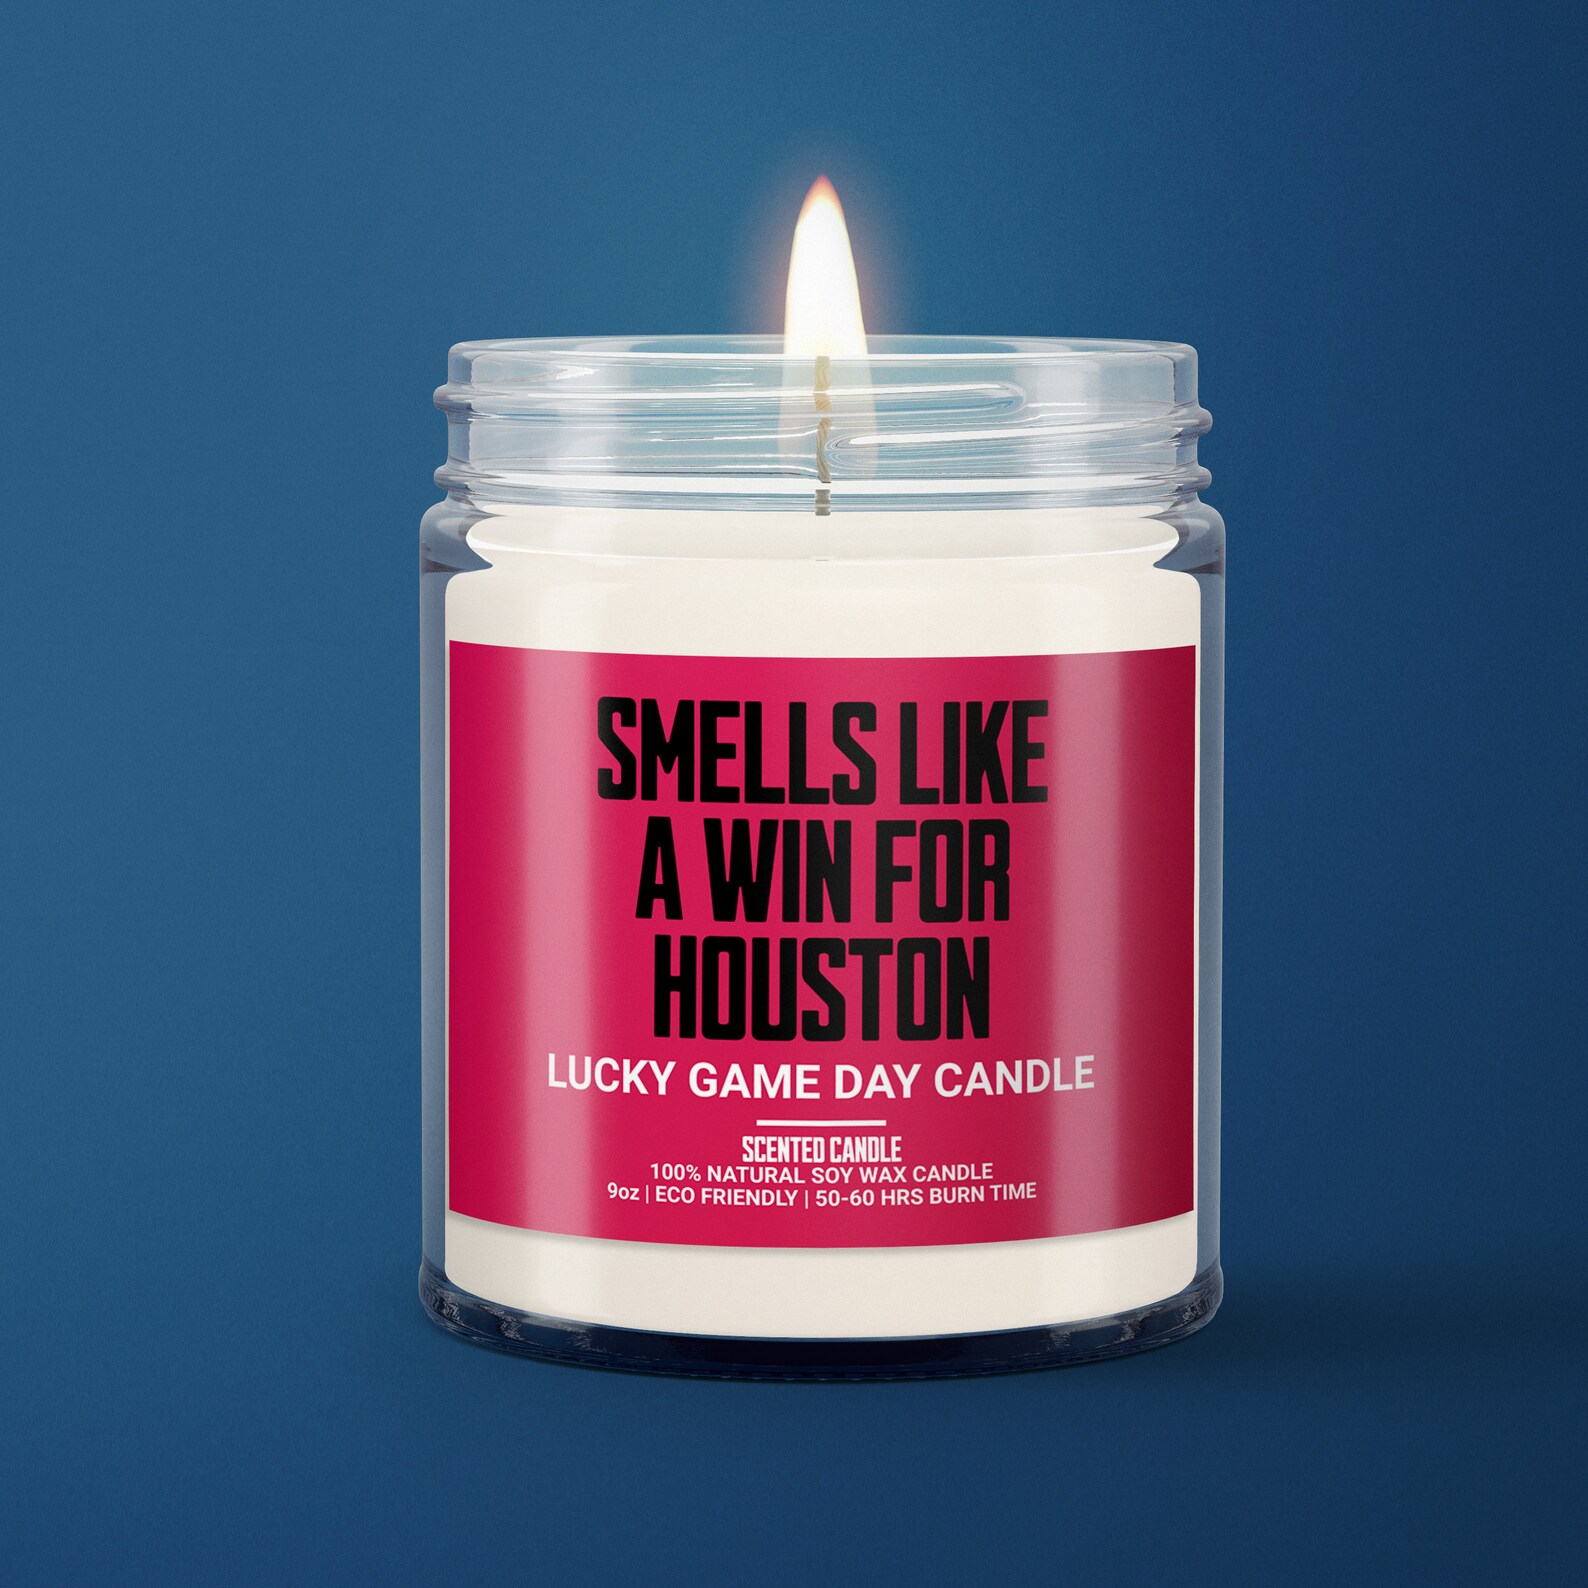 SMELLS LIKE
A WIN FOR
HOUSTON
LUCKY GAME DAY CANDLE
SCENTED CANDLE
100% NATURAL SOY WAX CANDLE
9oz | ECO FRIENDLY | 50-60 HRS BURN TIME